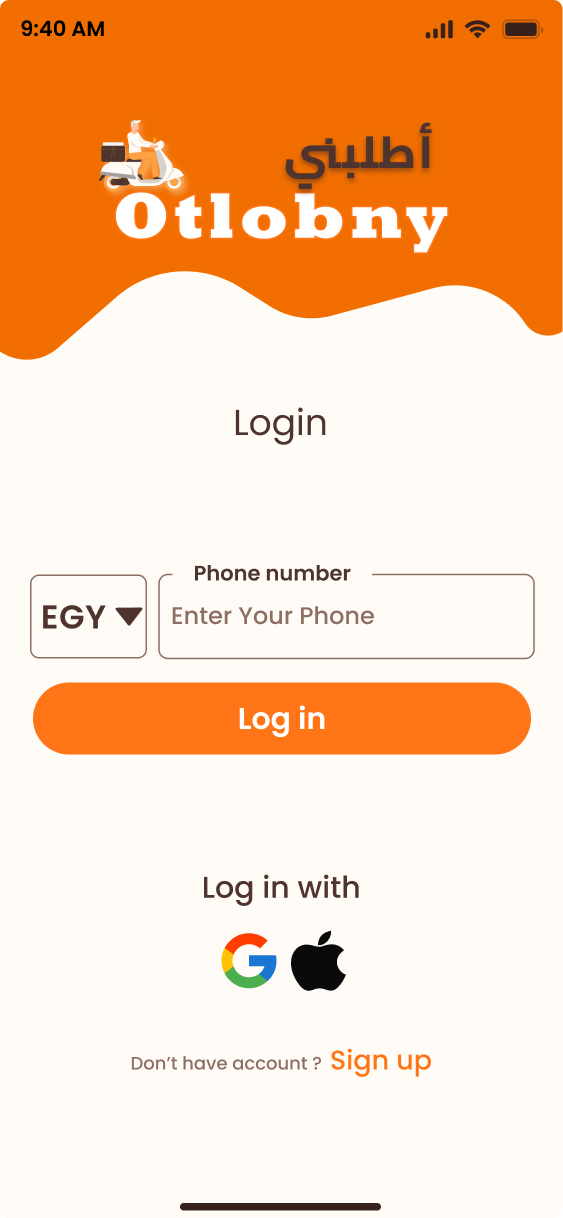 9:40 AM
أطلبني
Otlobny
Login
Phone number
EGY
Enter Your Phone
Log in
Log in with
Don’t have account ? Sign up